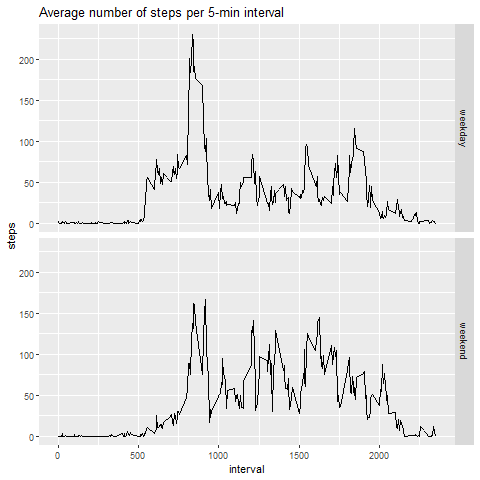 Average number of steps per 5-min interval
200
150
100
50
0
weekday
steps
200
150
100
50
0
weekend
0 500 1000 1500 2000
interval